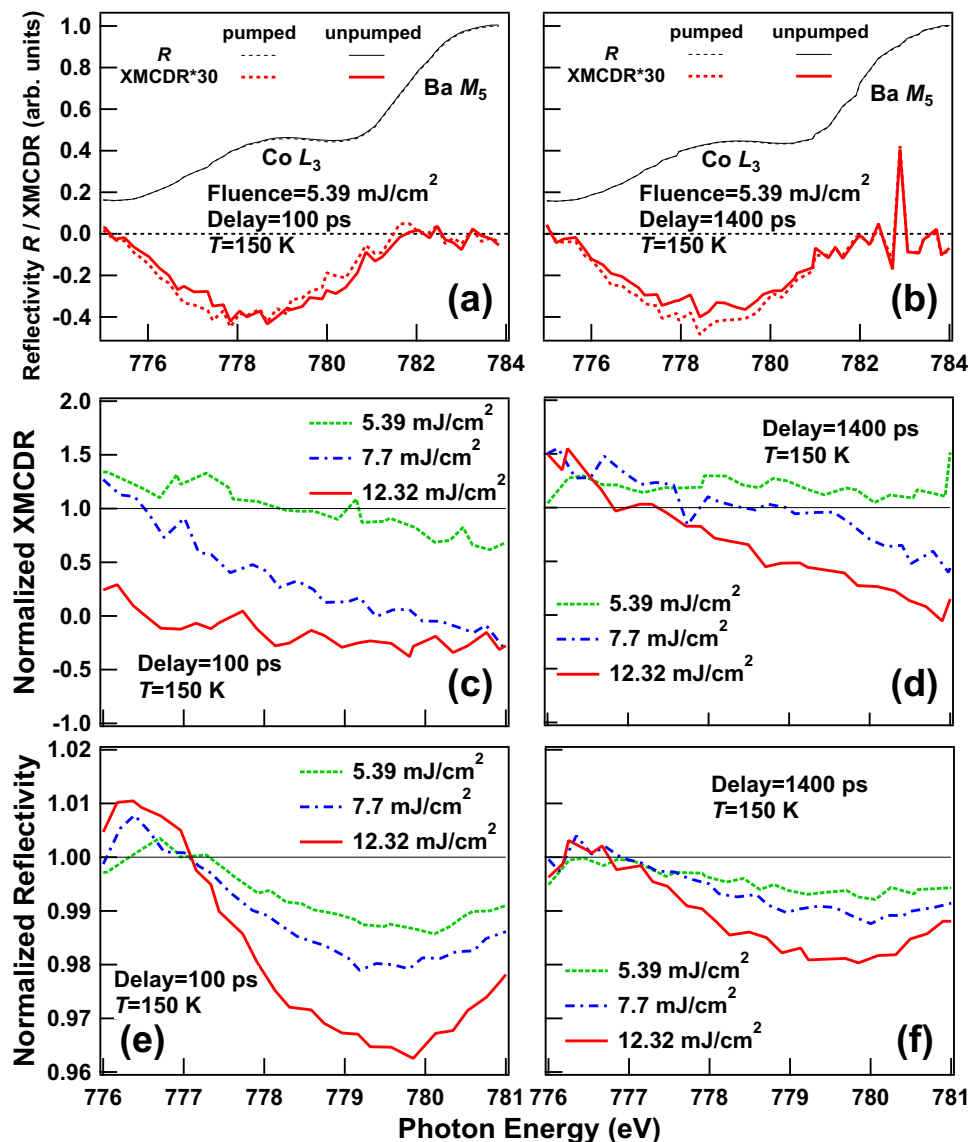 Reflectivity R / XMCDR (arb. units)
1.0
0.8
0.6
0.4
0.2
0.0
-0.2
-0.4
pumped unpumped
R
XMCDR*30
Ba M5
Co L3
Fluence=5.39 mJ/cm2
Delay=100 ps
T=150 K
(a)
776 778 780 782 784
pumped unpumped
R
XMCDR*30
Ba M5
Co L3
Fluence=5.39 mJ/cm2
Delay=1400 ps
T=150 K
(b)
776 778 780 782 784
Normalized XMCDR
2.0
1.5
1.0
0.5
0.0
-0.5
-1.0
5.39 mJ/cm2
7.7 mJ/cm2
12.32 mJ/cm2
Delay=100 ps
T=150 K
(c)
Delay=1400 ps
T=150 K
5.39 mJ/cm2
7.7 mJ/cm2
12.32 mJ/cm2
(d)
Normalized Reflectivity
1.02
1.01
1.00
0.99
0.98
0.97
0.96
5.39 mJ/cm2
7.7 mJ/cm2
12.32 mJ/cm2
Delay=100 ps
T=150 K
(e)
776 777 778 779 780 781
Delay=1400 ps
T=150 K
5.39 mJ/cm2
7.7 mJ/cm2
12.32 mJ/cm2
(f)
776 777 778 779 780 781
Photon Energy (eV)